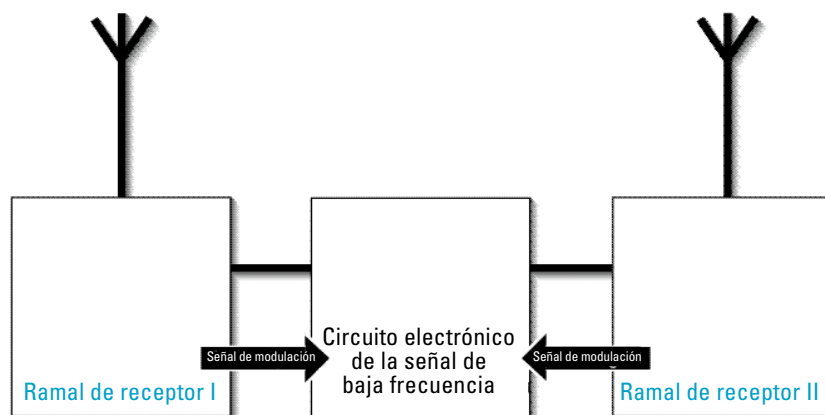 Señal de modulación
Circuito electrónico
de la señal de
baja frecuencia
Señal de modulación
Ramal de receptor I
Ramal de receptor II